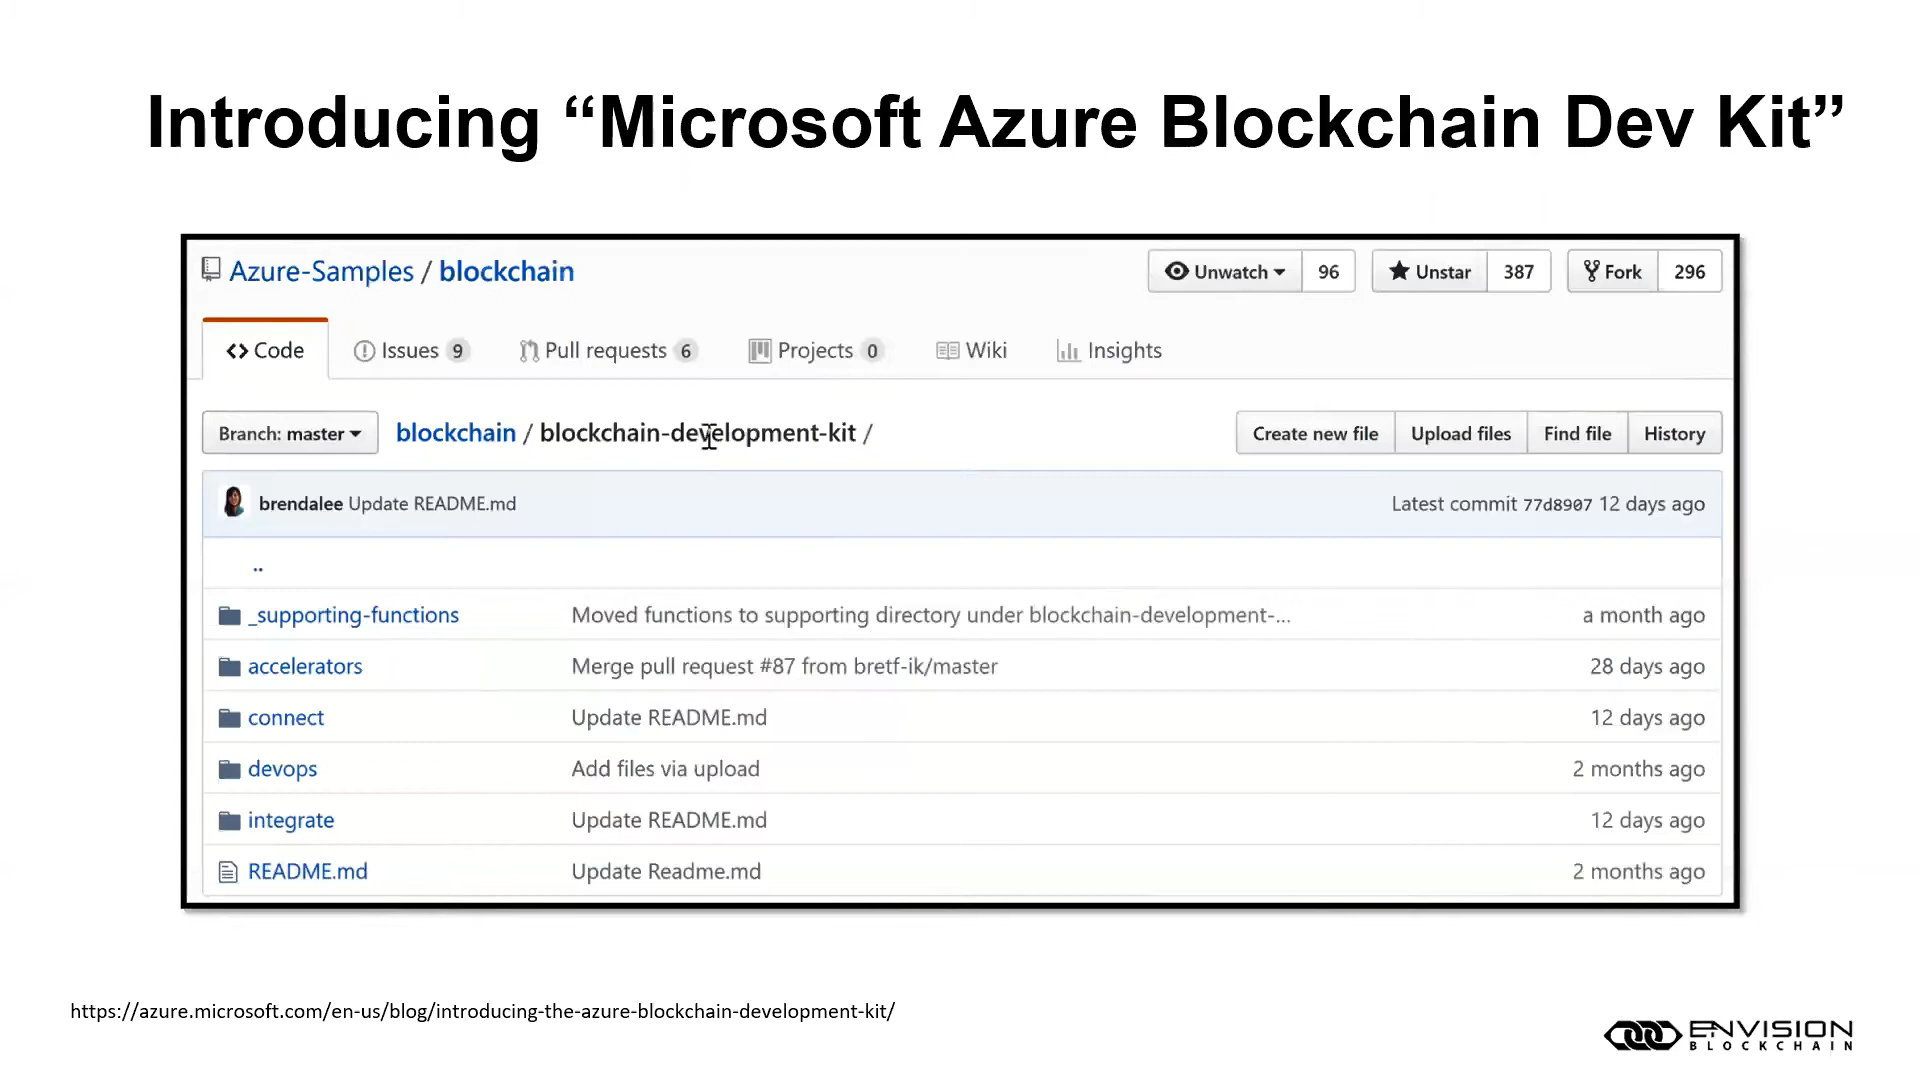 Introducing “Microsoft Azure Blockchain Dev Kit”
Azure-Samples / blockchain
Unwatch 96 Unstar 387 Fork 296
Code Issues 9 Pull requests 6 Projects 0 Wiki Insights
Branch: master blockchain / blockchain-development-kit / Create new file Upload files Find file History
brendalee Update README.md Latest commit 77d8907 12 days ago
..
_supporting-functions Moved functions to supporting directory under blockchain-development-... a month ago
accelerators Merge pull request #87 from bretf-ik/master 28 days ago
connect Update README.md 12 days ago
devops Add files via upload 2 months ago
integrate Update README.md 12 days ago
README.md Update Readme.md 2 months ago
https://azure.microsoft.com/en-us/blog/introducing-the-azure-blockchain-development-kit/
ENVISION
BLOCKCHAIN